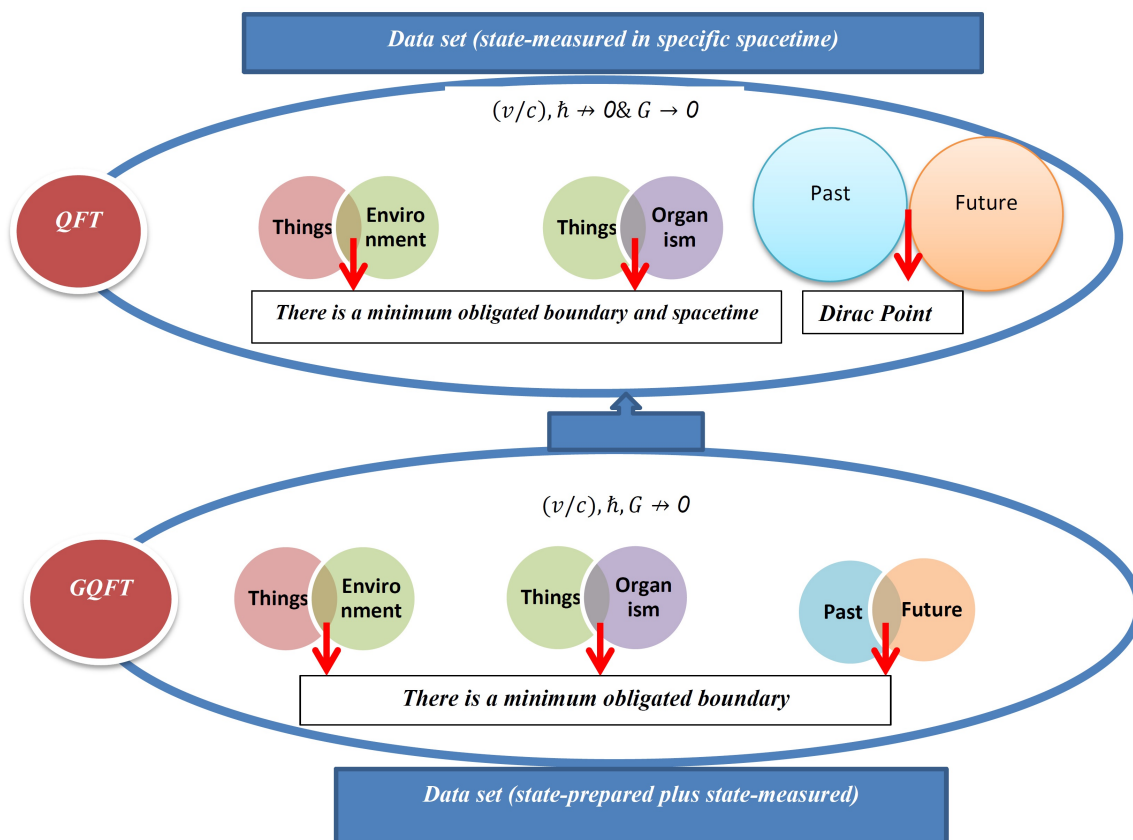 Data set (state-measured in specific spacetime)
(v/c), ℏ ↛ 0& G → 0
QFT
Things
Enviro
nment
Things
Organ
ism
Past
Future
There is a minimum obligated boundary and spacetime
Dirac Point
(v/c), ℏ, G ↛ 0
GQFT
Things
Enviro
nment
Things
Organ
ism
Past
Future
There is a minimum obligated boundary
Data set (state-prepared plus state-measured)